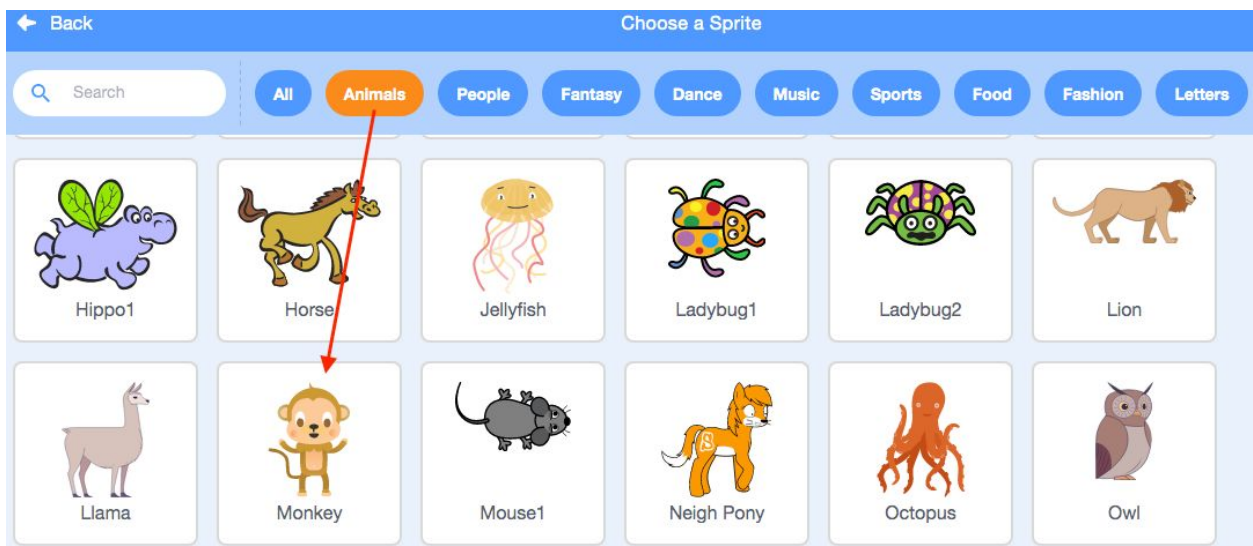 Back
Choose a Sprite
Search
All
Animals
People
Fantasy
Dance
Music
Sports
Food
Fashion
Letters
Hippo1
Horse
Jellyfish
Ladybug1
Ladybug2
Lion
Llama
Monkey
Mouse1
Neigh Pony
Octopus
Owl